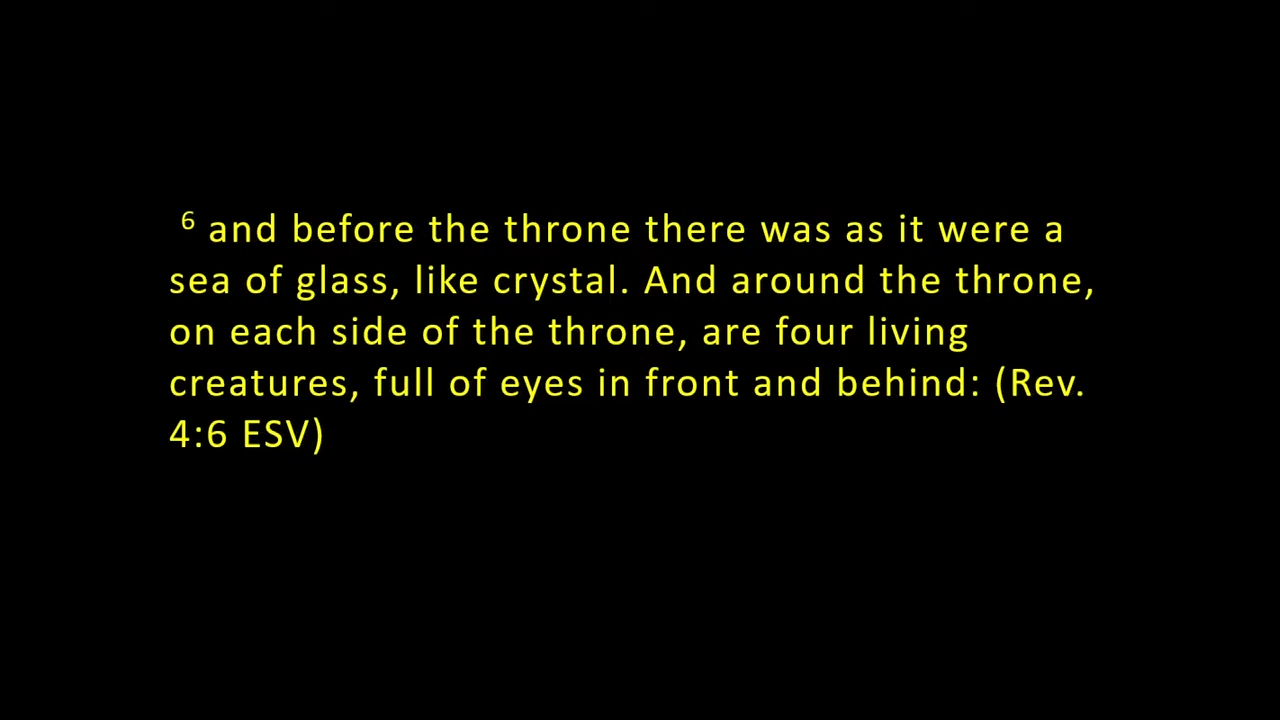 6 and before the throne there was as it were a
sea of glass, like crystal. And around the throne,
on each side of the throne, are four living
creatures, full of eyes in front and behind: (Rev.
4:6 ESV)